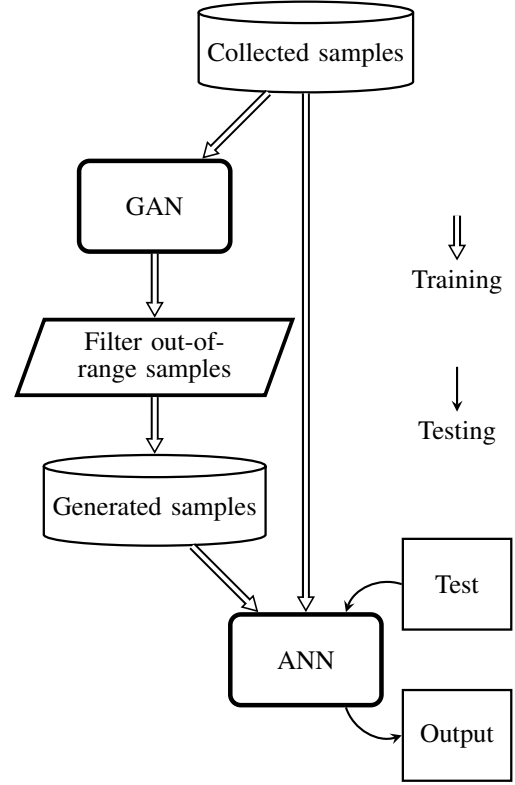 Collected samples
GAN
Training
Filter out-of-
range samples
Testing
Generated samples
Test
ANN
Output